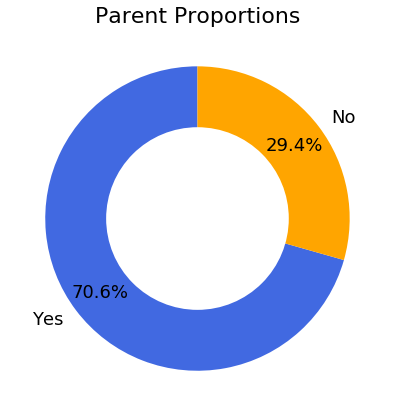 Parent Proportions
No
29.4%
70.6%
Yes